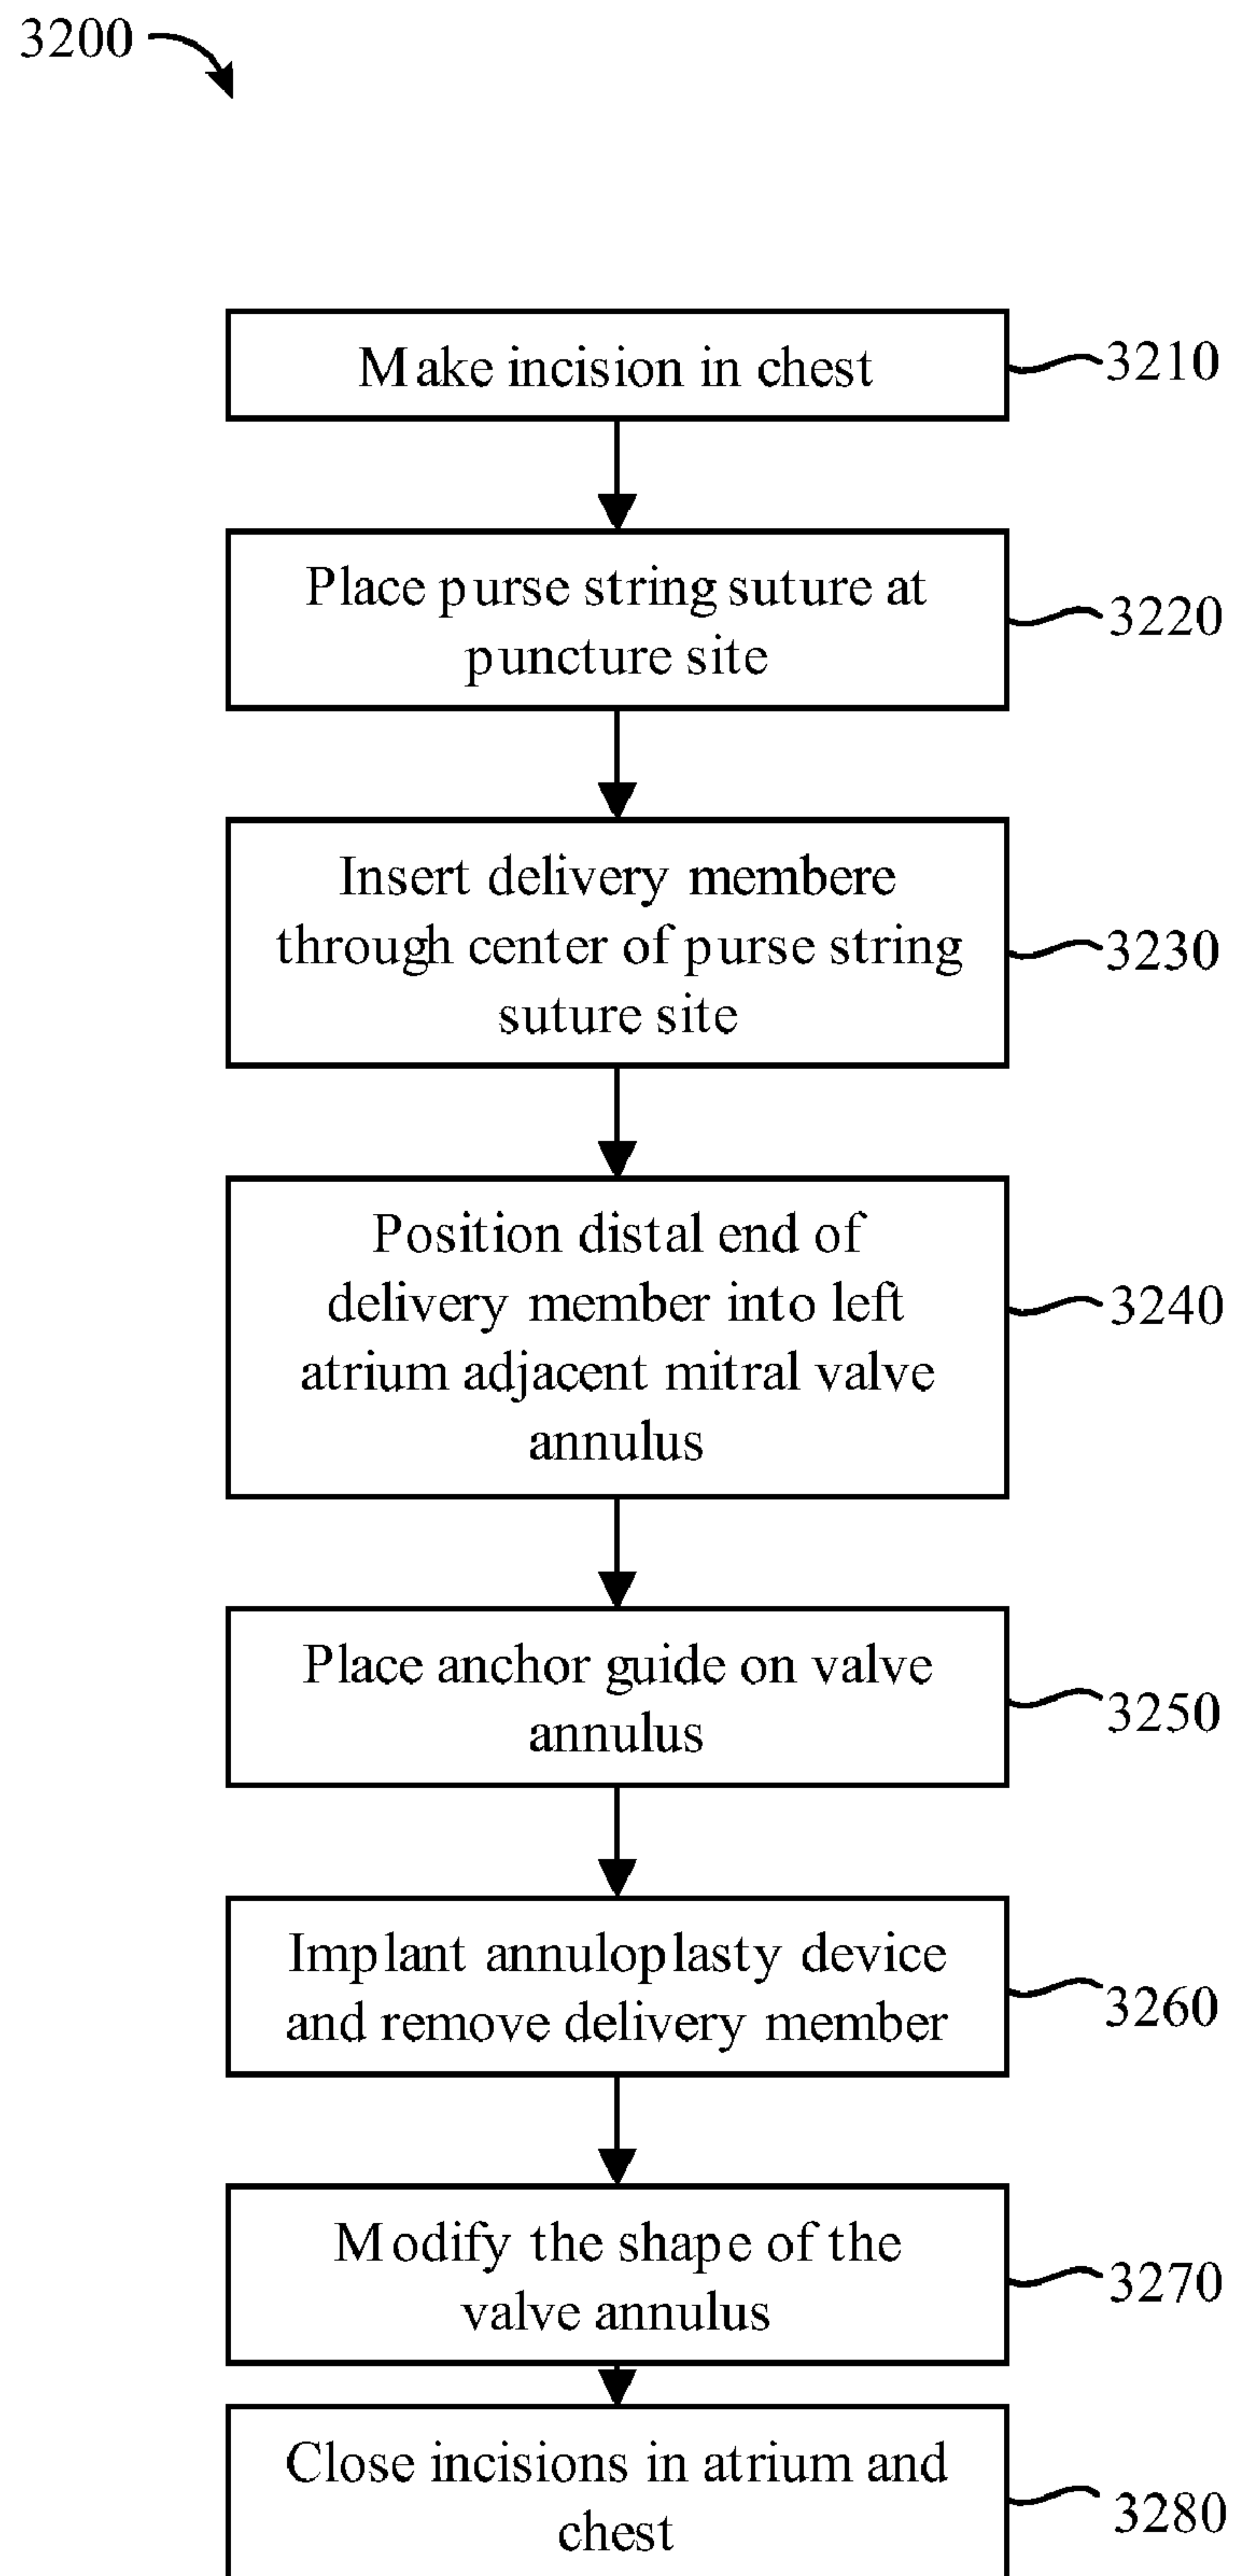 3200
Make incision in chest
3210
Place purse string suture at
puncture site
3220
Insert delivery membere
through center of purse string
suture site
3230
Position distal end of
delivery member into left
atrium adjacent mitral valve
annulus
3240
Place anchor guide on valve
annulus
3250
Implant annuloplasty device
and remove delivery member
3260
Modify the shape of the
valve annulus
3270
Close incisions in atrium and
chest
3280